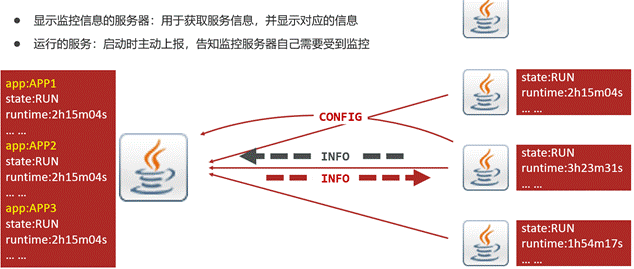 显示监控信息的服务器：用于获取服务信息，并显示对应的信息
运行的服务：启动时主动上报，告知监控服务器自己需要受到监控
app:APP1
state:RUN
runtime:2h15m04s
... ...
app:APP2
state:RUN
runtime:2h15m04s
... ...
app:APP3
state:RUN
runtime:2h15m04s
... ...
CONFIG
INFO
INFO
state:RUN
runtime:2h15m04s
... ...
state:RUN
runtime:3h23m31s
... ...
state:RUN
runtime:1h54m17s
... ...